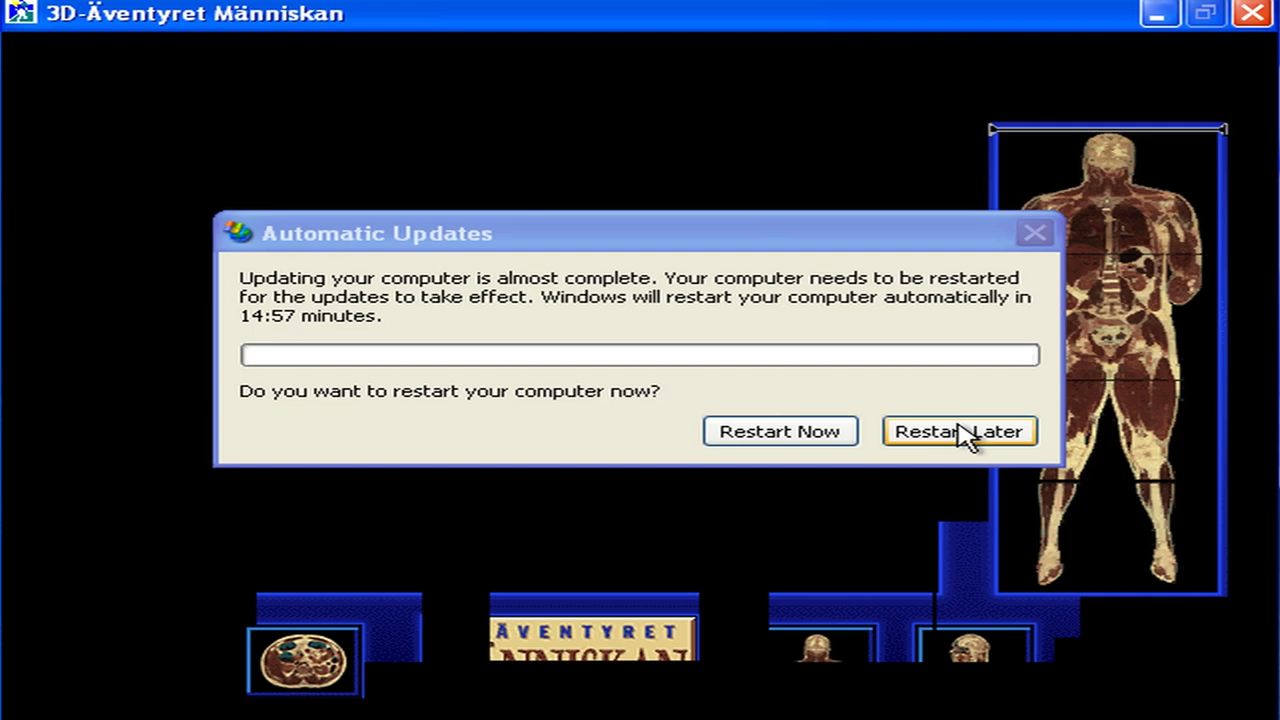 3D-Äventyret Människan
Automatic Updates
Updating your computer is almost complete. Your computer needs to be restarted
for the updates to take effect. Windows will restart your computer automatically in
14:57 minutes.
Do you want to restart your computer now?
Restart Now
Restart Later
ÄVENTYRET